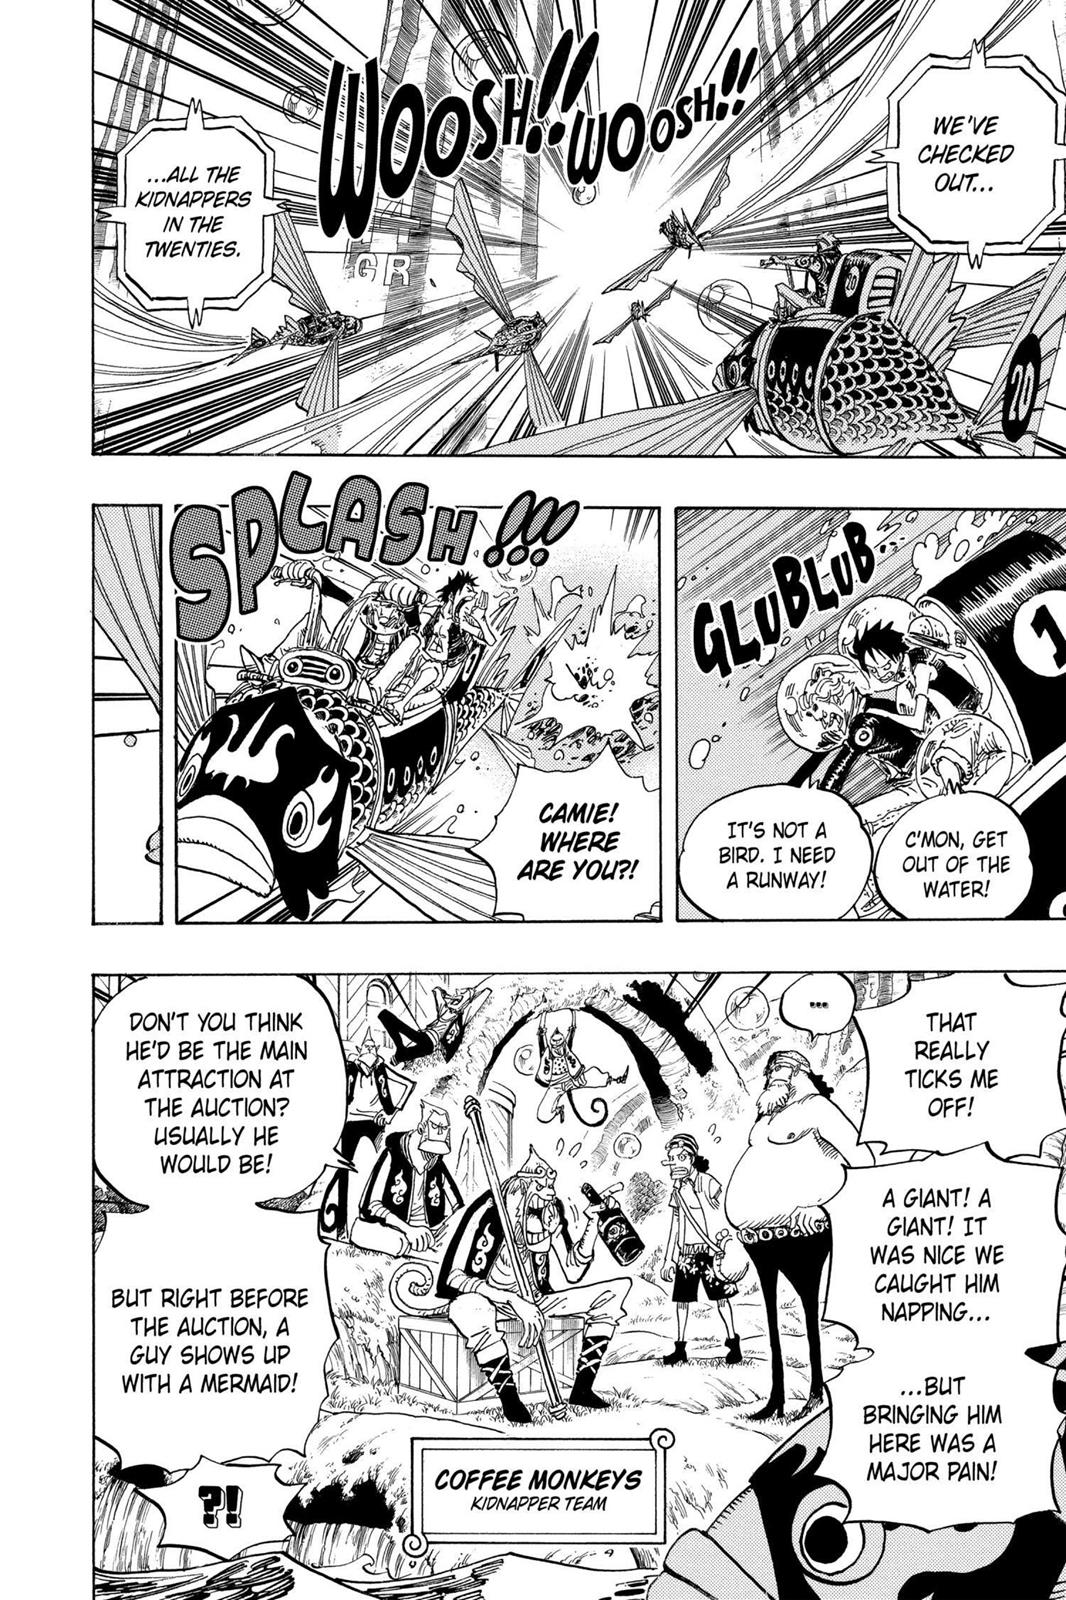 WE'VE
CHECKED
OUT...
WOOSH!!
WOOSH!!
...ALL THE
KIDNAPPERS
IN THE
TWENTIES.
GR
20
20
GLUBLUB
1
C'MON, GET
OUT OF THE
WATER!
IT'S NOT A
BIRD. I NEED
A RUNWAY!
SPLASH!!!
CAMIE!
WHERE
ARE YOU?!
THAT
REALLY
TICKS ME
OFF!
...
A GIANT! A
GIANT! IT
WAS NICE WE
CAUGHT HIM
NAPPING...
...BUT
BRINGING HIM
HERE WAS A
MAJOR PAIN!
DON'T YOU THINK
HE'D BE THE MAIN
ATTRACTION AT
THE AUCTION?
USUALLY HE
WOULD BE!
BUT RIGHT BEFORE
THE AUCTION, A
GUY SHOWS UP
WITH A MERMAID!
COFFEE MONKEYS
KIDNAPPER TEAM
?!